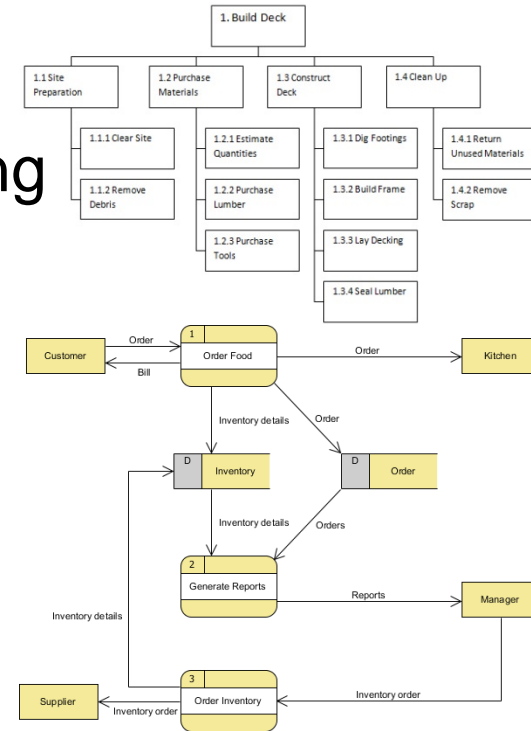 1. Build Deck
1.1 Site
Preparation
1.2 Purchase
Materials
1.3 Construct
Deck
1.4 Clean Up
1.1.1 Clear Site
1.2.1 Estimate
Quantities
1.3.1 Dig Footings
1.4.1 Return
Unused Materials
ng
1.1.2 Remove
Debris
1.2.2 Purchase
Lumber
1.3.2 Build Frame
1.4.2 Remove
Scrap
1.2.3 Purchase
Tools
1.3.3 Lay Decking
1.3.4 Seal Lumber
1
Order
Customer
Order Food
Order
Kitchen
Bill
Inventory details
Order
D
Inventory
D
Order
Inventory details
Orders
2
Generate Reports
Reports
Manager
Inventory details
3
Supplier
Order Inventory
Inventory order
Inventory order